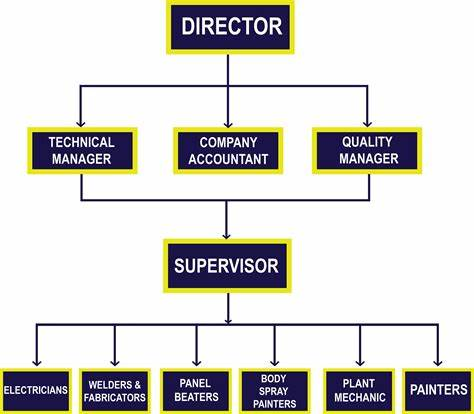 DIRECTOR
TECHNICAL
MANAGER
COMPANY
ACCOUNTANT
QUALITY
MANAGER
SUPERVISOR
ELECTRICIANS
WELDERS &
FABRICATORS
PANEL
BEATERS
BODY
SPRAY
PAINTERS
PLANT
MECHANIC
PAINTERS